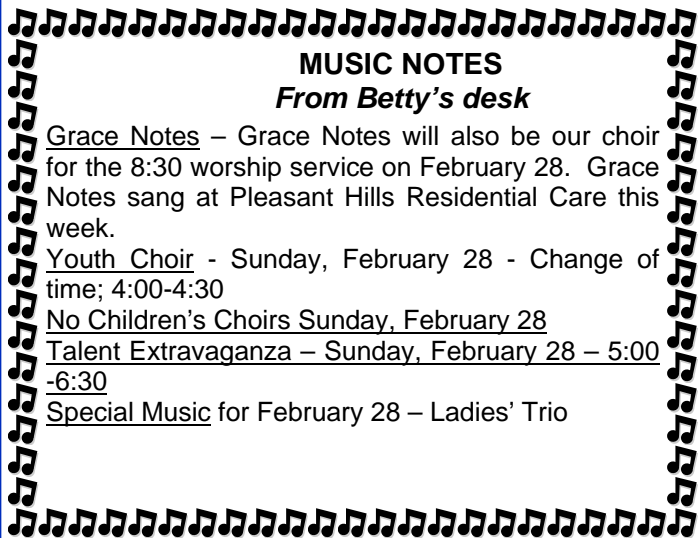 MUSIC NOTES
From Betty's desk
Grace Notes – Grace Notes will also be our choir
for the 8:30 worship service on February 28. Grace
Notes sang at Pleasant Hills Residential Care this
week.
Youth Choir - Sunday, February 28 - Change of
time; 4:00-4:30
No Children's Choirs Sunday, February 28
Talent Extravaganza – Sunday, February 28 – 5:00
-6:30
Special Music for February 28 – Ladies' Trio